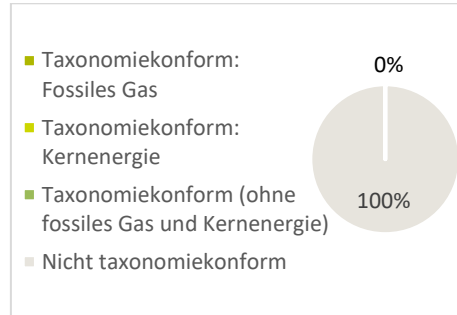 Taxonomiekonform:
Fossiles Gas
Taxonomiekonform:
Kernenergie
Taxonomiekonform (ohne
fossiles Gas und Kernenergie)
Nicht taxonomiekonform
0%
100%